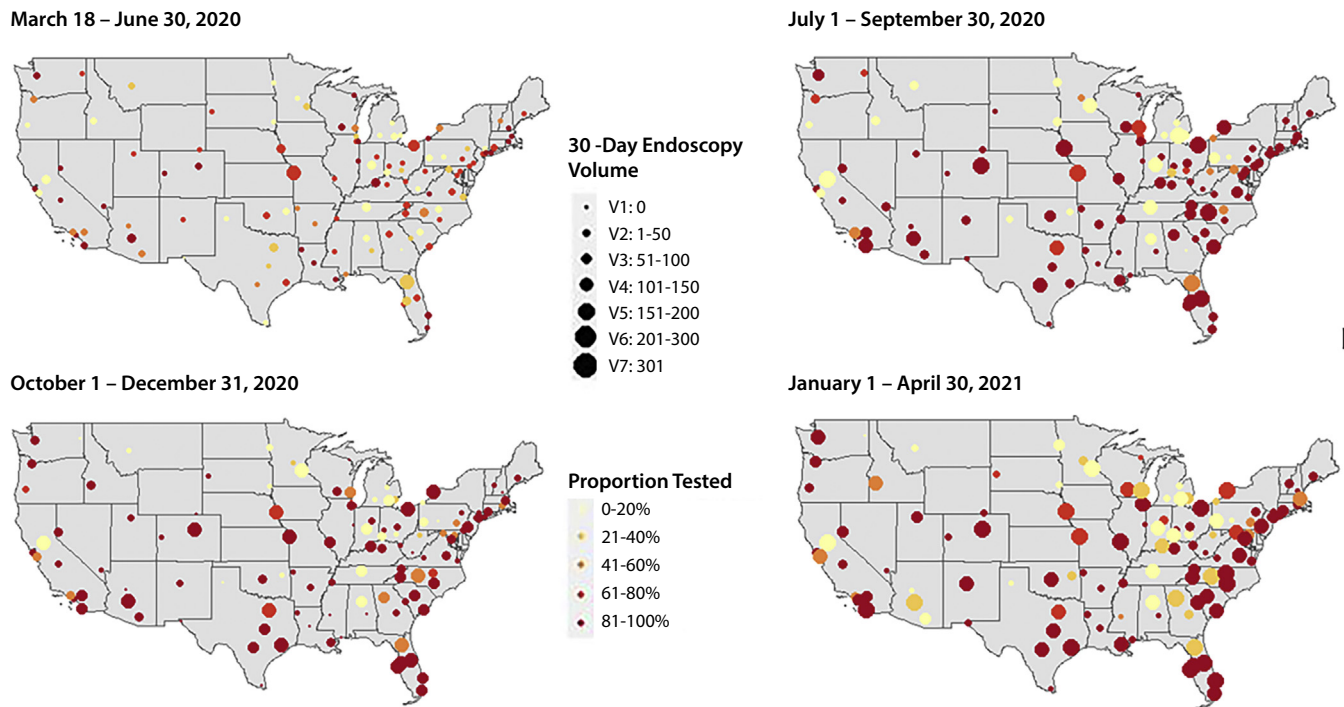 March 18 – June 30, 2020
July 1 – September 30, 2020
30 -Day Endoscopy
Volume
V1: 0
V2: 1-50
V3: 51-100
V4: 101-150
V5: 151-200
V6: 201-300
V7: 301
October 1 – December 31, 2020
January 1 – April 30, 2021
Proportion Tested
0-20%
21-40%
41-60%
61-80%
81-100%